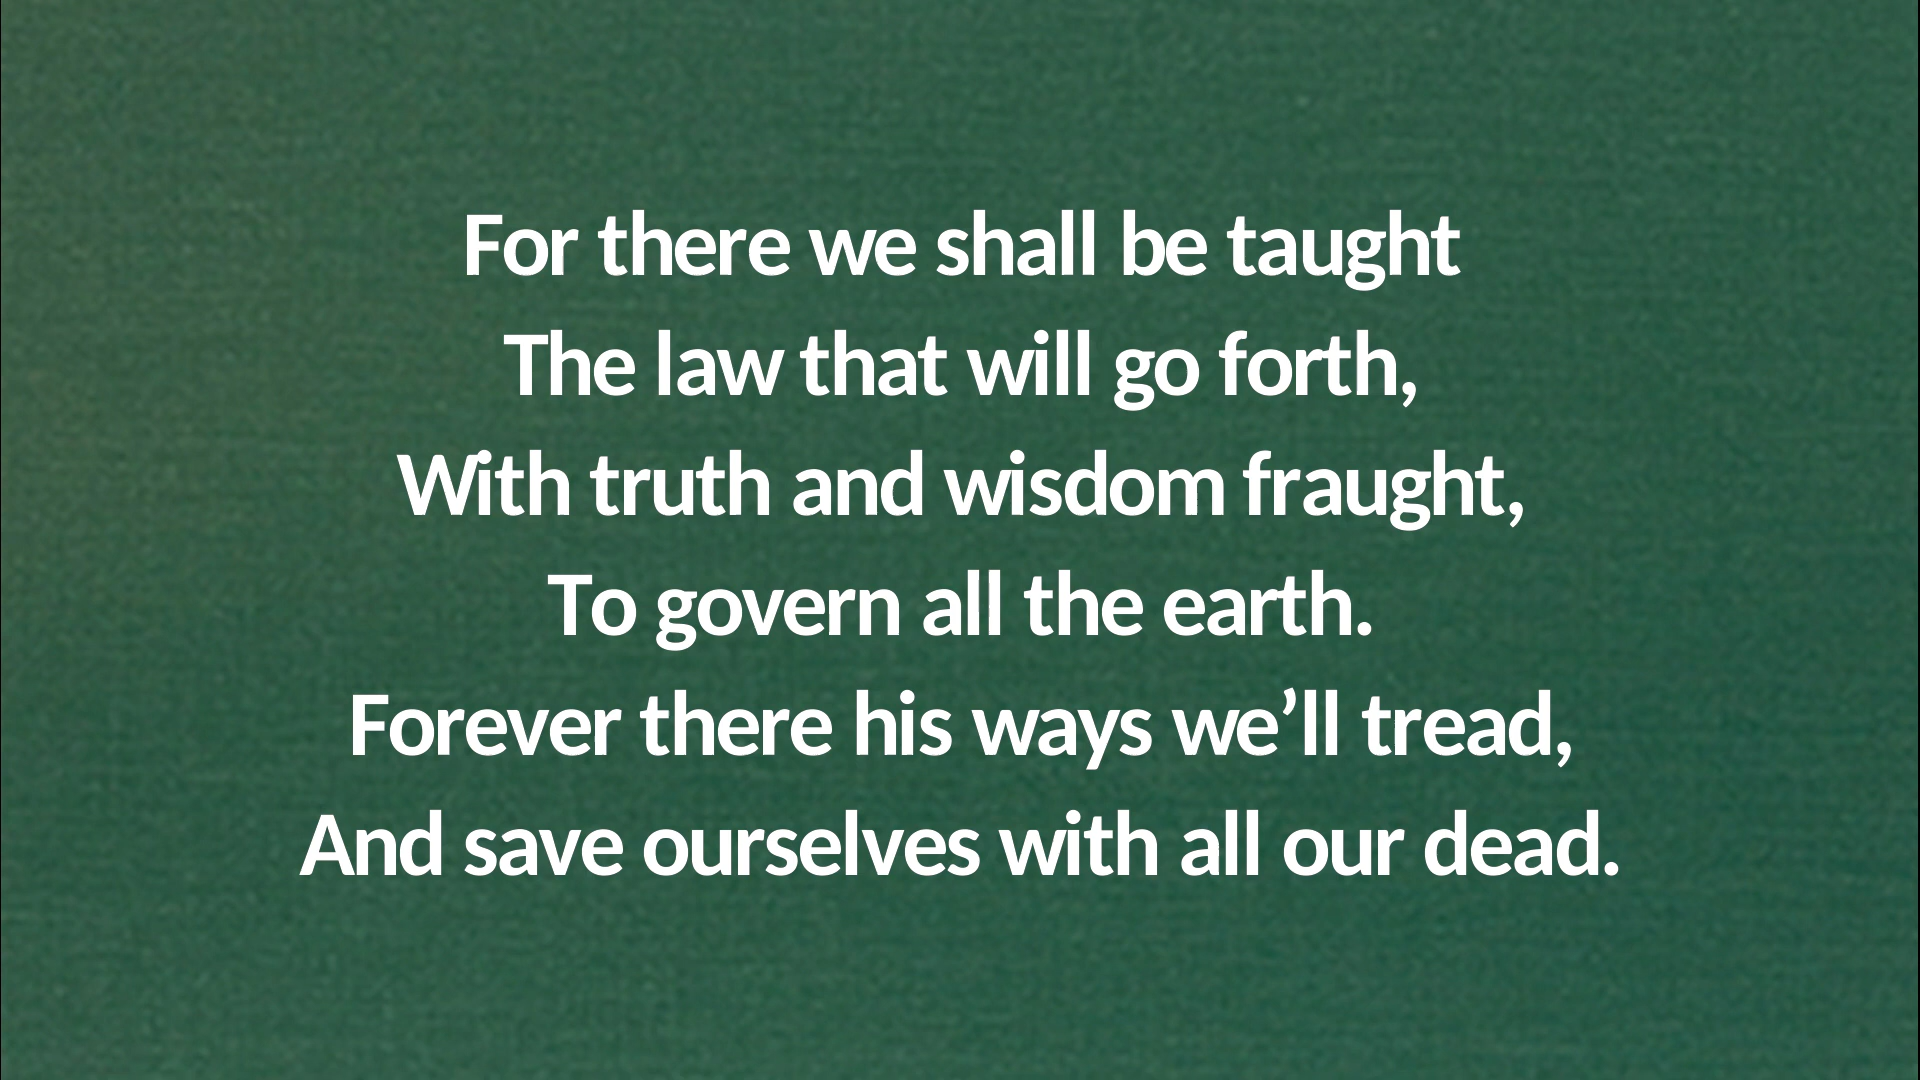 For there we shall be taught
The law that will go forth,
With truth and wisdom fraught,
To govern all the earth.
Forever there his ways we’ll tread,
And save ourselves with all our dead.